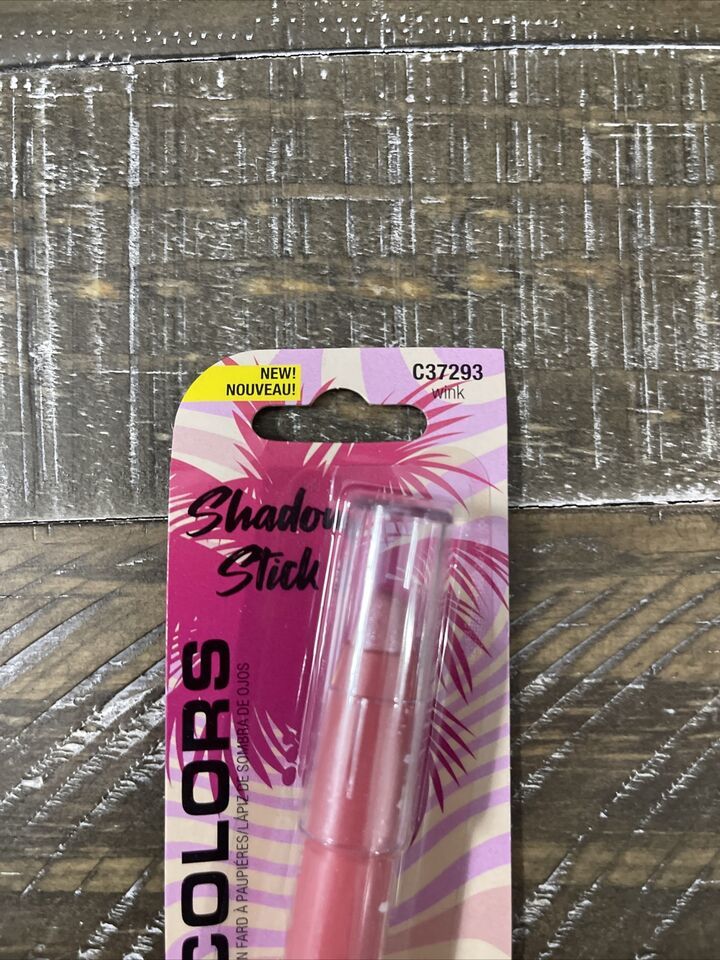 NEW!
NOUVEAU!
C37293
wink
Shadow
Stick
COLORS
FARD À PAUPIÈRES/LÁPIZ DE SOMBRA DE OJOS